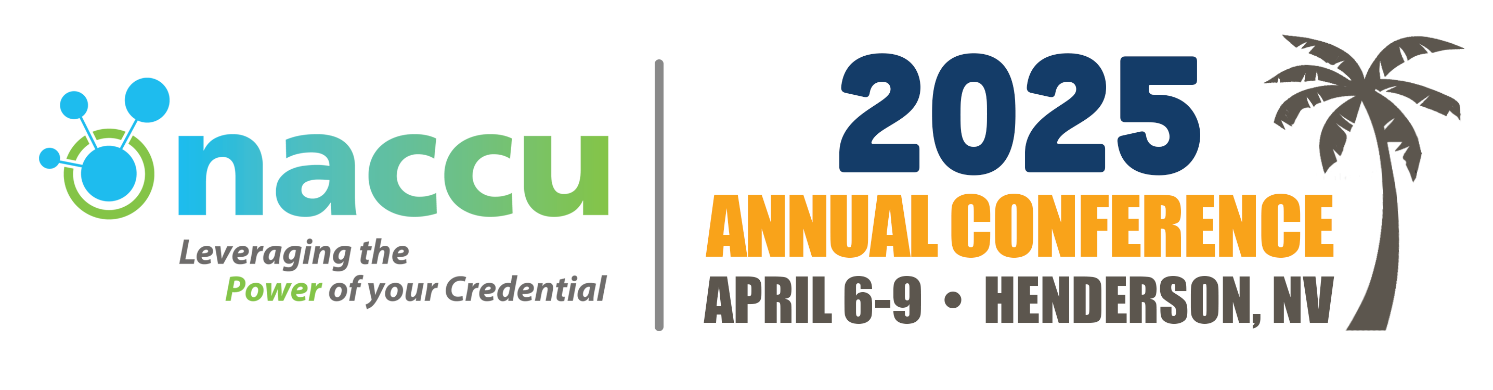 naccu
Leveraging the
Power of your Credential
2025
ANNUAL CONFERENCE
APRIL 6-9 • HENDERSON, NV